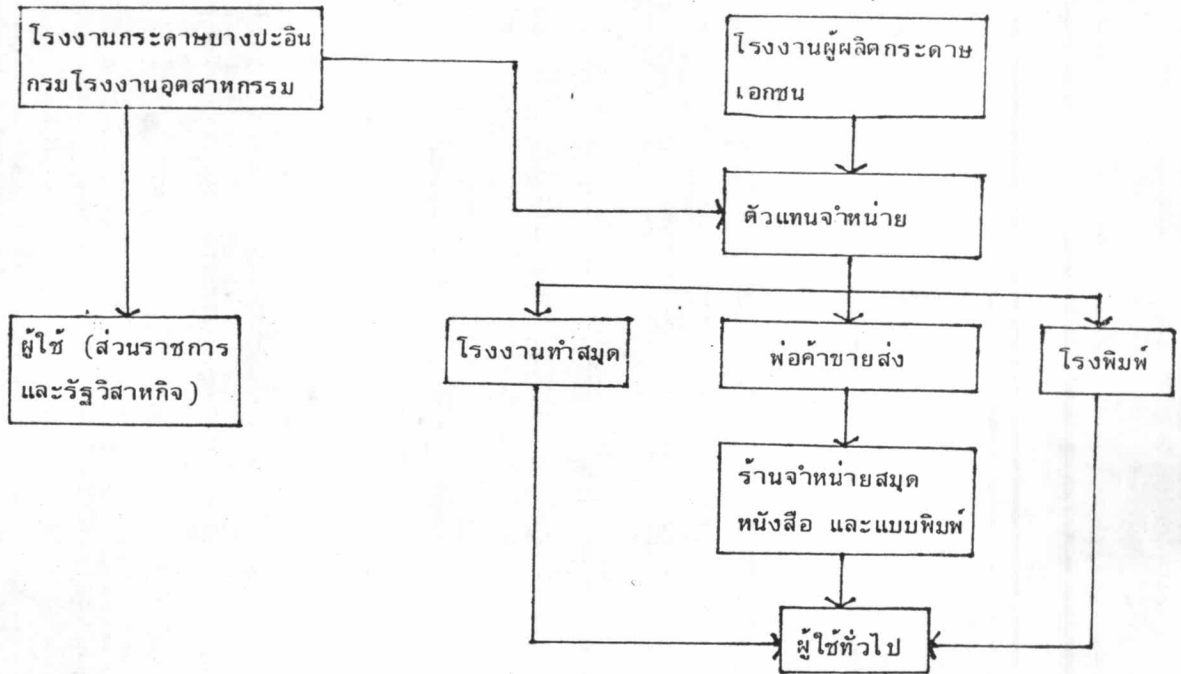 โรงงานกระดาษบางปะอิน
กรมโรงงานอุตสาหกรรม
โรงงานผู้ผลิตกระดาษ
เอกชน
ตัวแทนจำหน่าย
ผู้ใช้ (ส่วนราชการ
และรัฐวิสาหกิจ)
โรงงานทำสมุด
พ่อค้าขายส่ง
โรงพิมพ์
ร้านจำหน่ายสมุด
หนังสือ และแบบพิมพ์
ผู้ใช้ทั่วไป